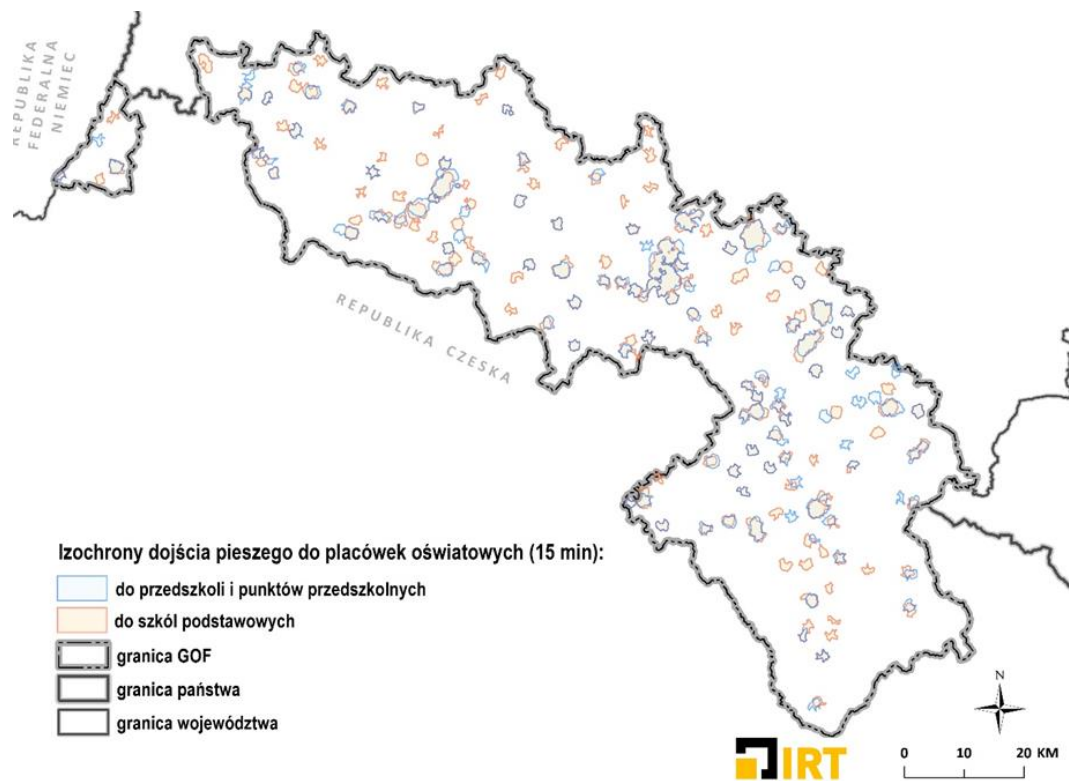 REPUBLIKA
FEDERALNA
NIEMIEC
REPUBLIKA CZESKA
Izochrony dojścia pieszego do placówek oświatowych (15 min):
do przedszkoli i punktów przedszkolnych
do szkól podstawowych
granica GOF
granica państwa
granica województwa
N
IRT
0 10 20 KM